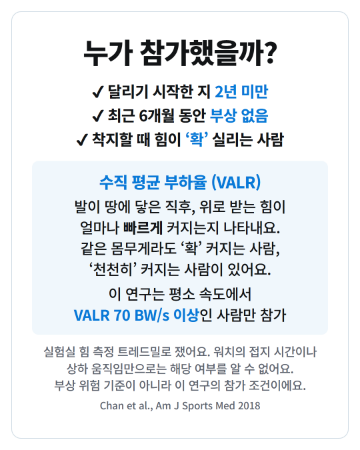 누가 참가했을까?
✓ 달리기 시작한 지 2년 미만
✓ 최근 6개월 동안 부상 없음
✓ 착지할 때 힘이 ‘확’ 실리는 사람
수직 평균 부하율 (VALR)
발이 땅에 닿은 직후, 위로 받는 힘이
얼마나 빠르게 커지는지 나타내요.
같은 몸무게라도 ‘확’ 커지는 사람,
‘천천히’ 커지는 사람이 있어요.
이 연구는 평소 속도에서
VALR 70 BW/s 이상인 사람만 참가
실험실 힘 측정 트레드밀로 쟀어요. 워치의 접지 시간이나
상하 움직임만으로는 해당 여부를 알 수 없어요.
부상 위험 기준이 아니라 이 연구의 참가 조건이에요.
Chan et al., Am J Sports Med 2018